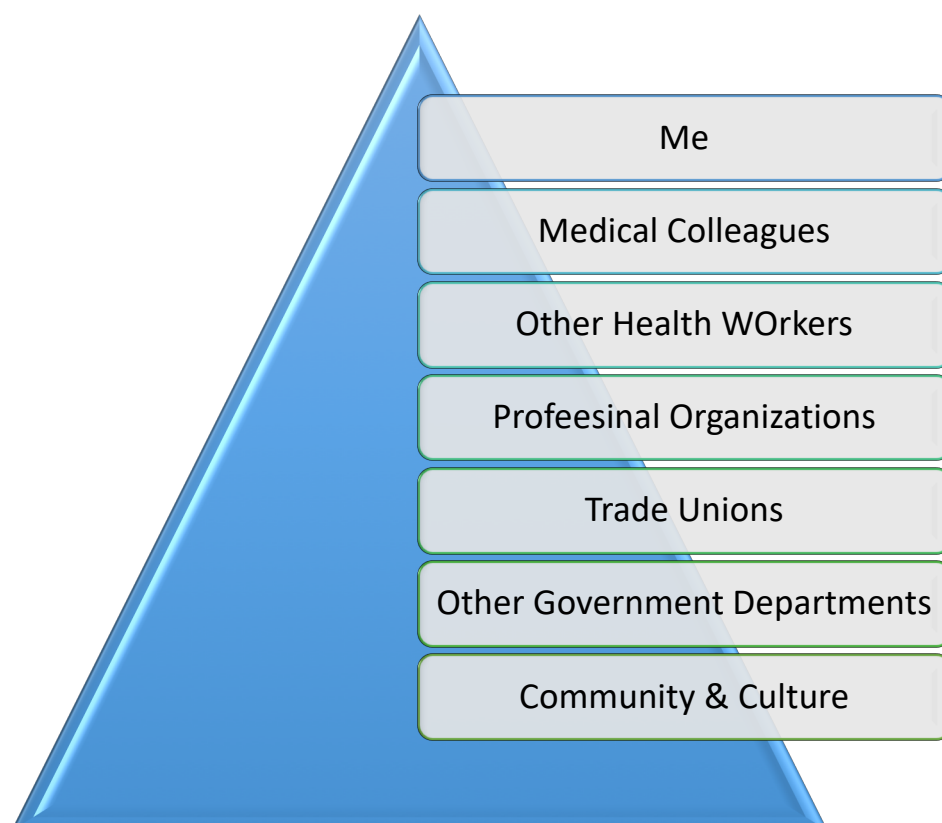 Me
Medical Colleagues
Other Health WOrkers
Profeesinal Organizations
Trade Unions
Other Government Departments
Community & Culture